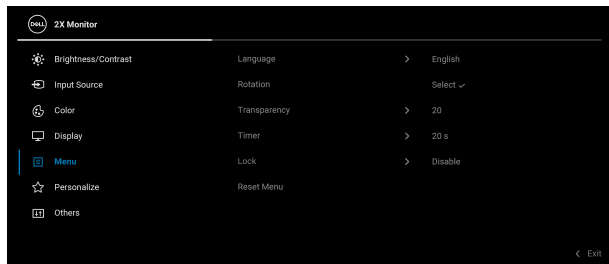 DELL 2X Monitor
Brightness/Contrast Language > English
Input Source Rotation Select ✓
Color Transparency > 20
Display Timer > 20 s
Menu Lock > Disable
Personalize Reset Menu
Others
< Exit